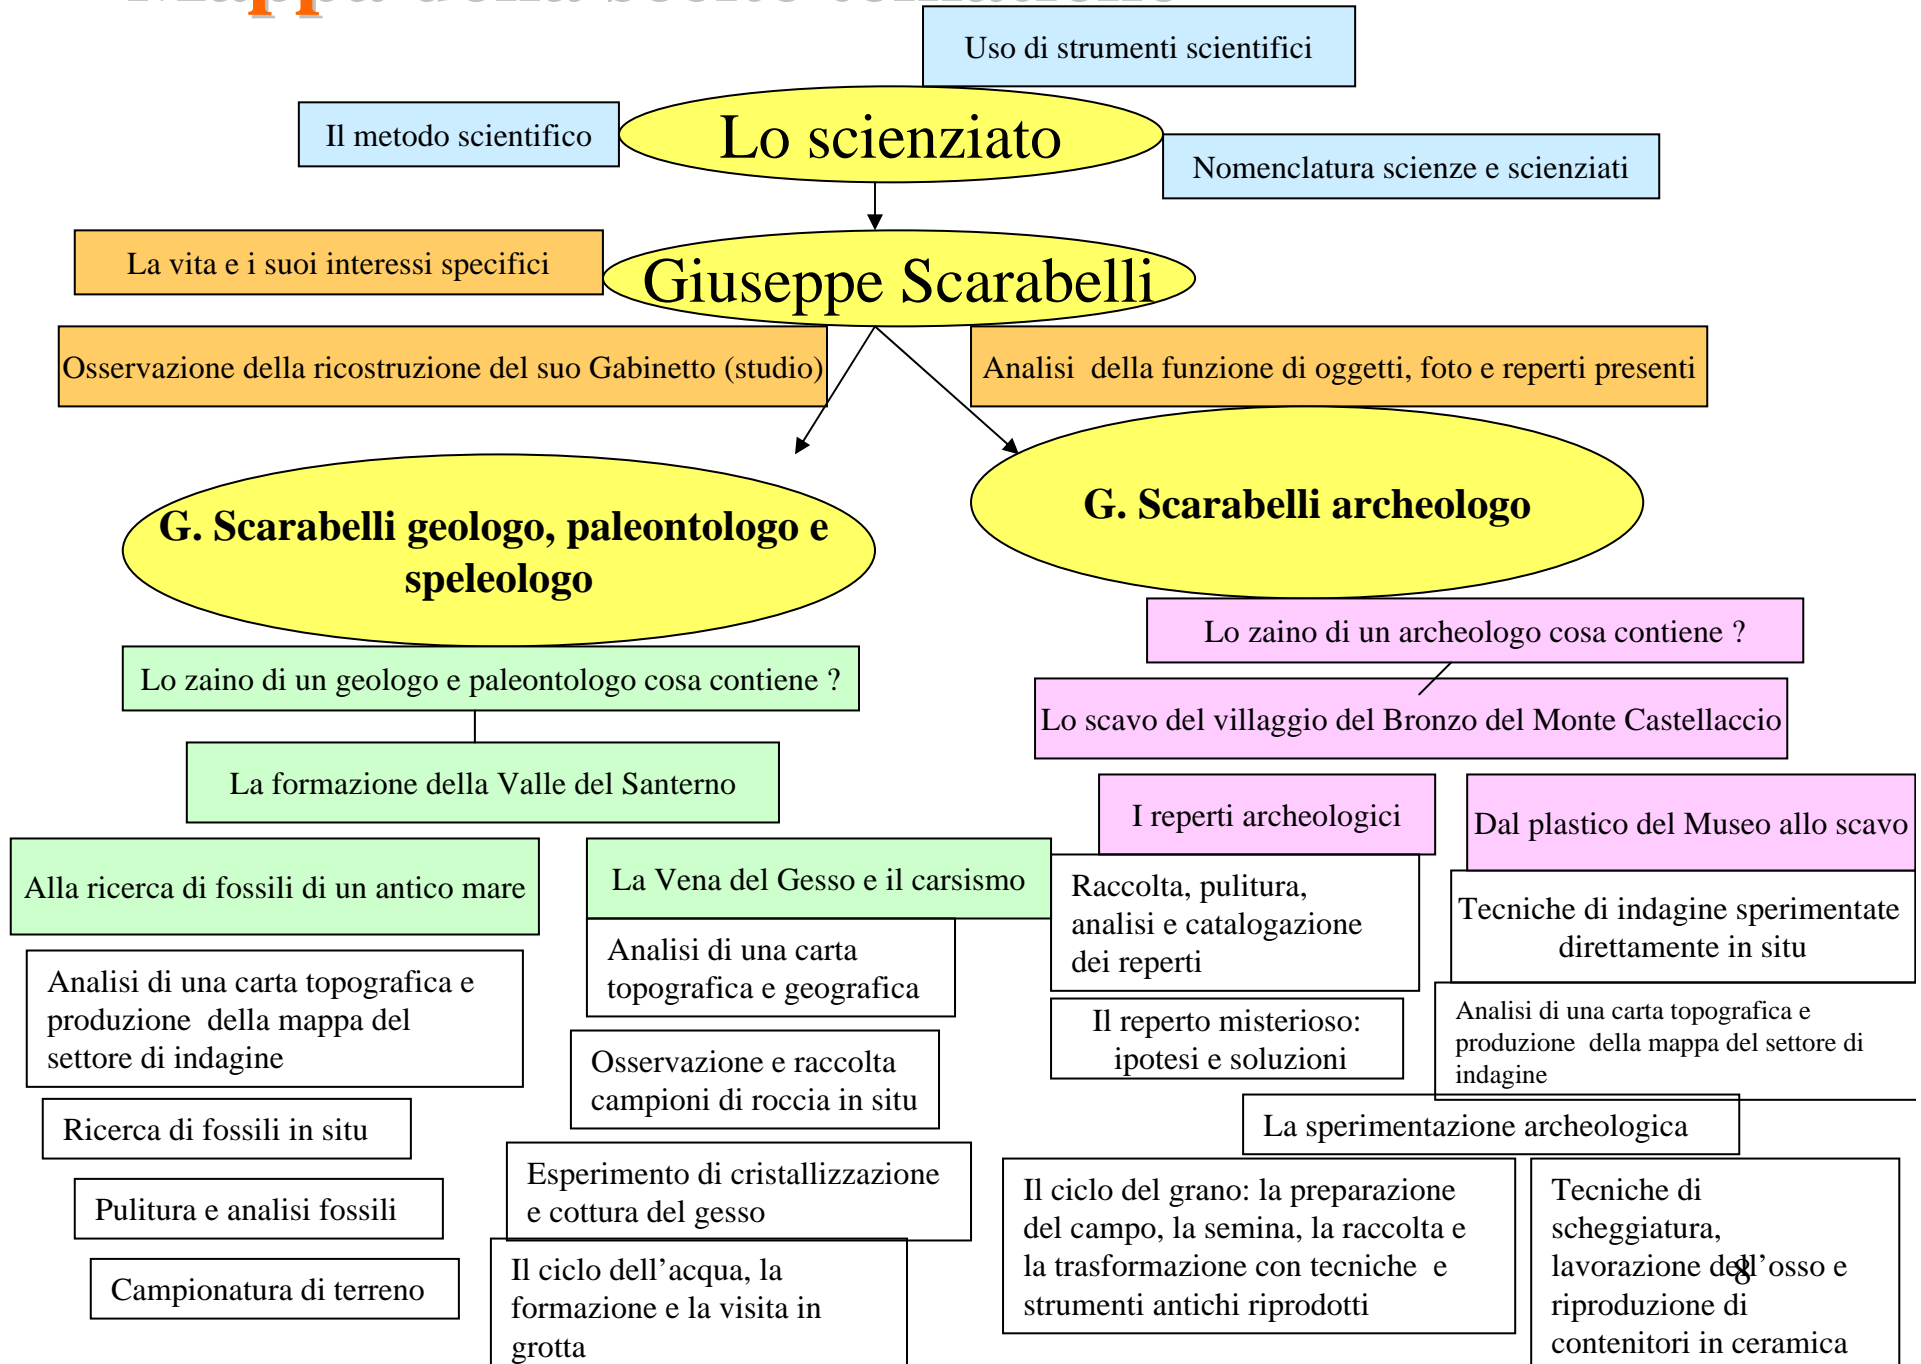 Mappa della scelte tematiche
Uso di strumenti scientifici
Il metodo scientifico
Lo scienziato
Nomenclatura scienze e scienziati
La vita e i suoi interessi specifici
Giuseppe Scarabelli
Osservazione della ricostruzione del suo Gabinetto (studio)
Analisi della funzione di oggetti, foto e reperti presenti
G. Scarabelli geologo, paleontologo e
speleologo
G. Scarabelli archeologo
Lo zaino di un geologo e paleontologo cosa contiene ?
La formazione della Valle del Santerno
Alla ricerca di fossili di un antico mare
Analisi di una carta topografica e
produzione della mappa del
settore di indagine
Ricerca di fossili in situ
Pulitura e analisi fossili
Campionatura di terreno
La Vena del Gesso e il carsismo
Analisi di una carta
topografica e geografica
Osservazione e raccolta
campioni di roccia in situ
Esperimento di cristallizzazione
e cottura del gesso
Il ciclo dell’acqua, la
formazione e la visita in
grotta
Lo zaino di un archeologo cosa contiene ?
Lo scavo del villaggio del Bronzo del Monte Castellaccio
I reperti archeologici
Raccolta, pulitura,
analisi e catalogazione
dei reperti
Il reperto misterioso:
ipotesi e soluzioni
Dal plastico del Museo allo scavo
Tecniche di indagine sperimentate
direttamente in situ
Analisi di una carta topografica e
produzione della mappa del settore di
indagine
La sperimentazione archeologica
Il ciclo del grano: la preparazione
del campo, la semina, la raccolta e
la trasformazione con tecniche e
strumenti antichi riprodotti
Tecniche di
scheggiatura,
lavorazione dell’osso e
riproduzione di
contenitori in ceramica
8